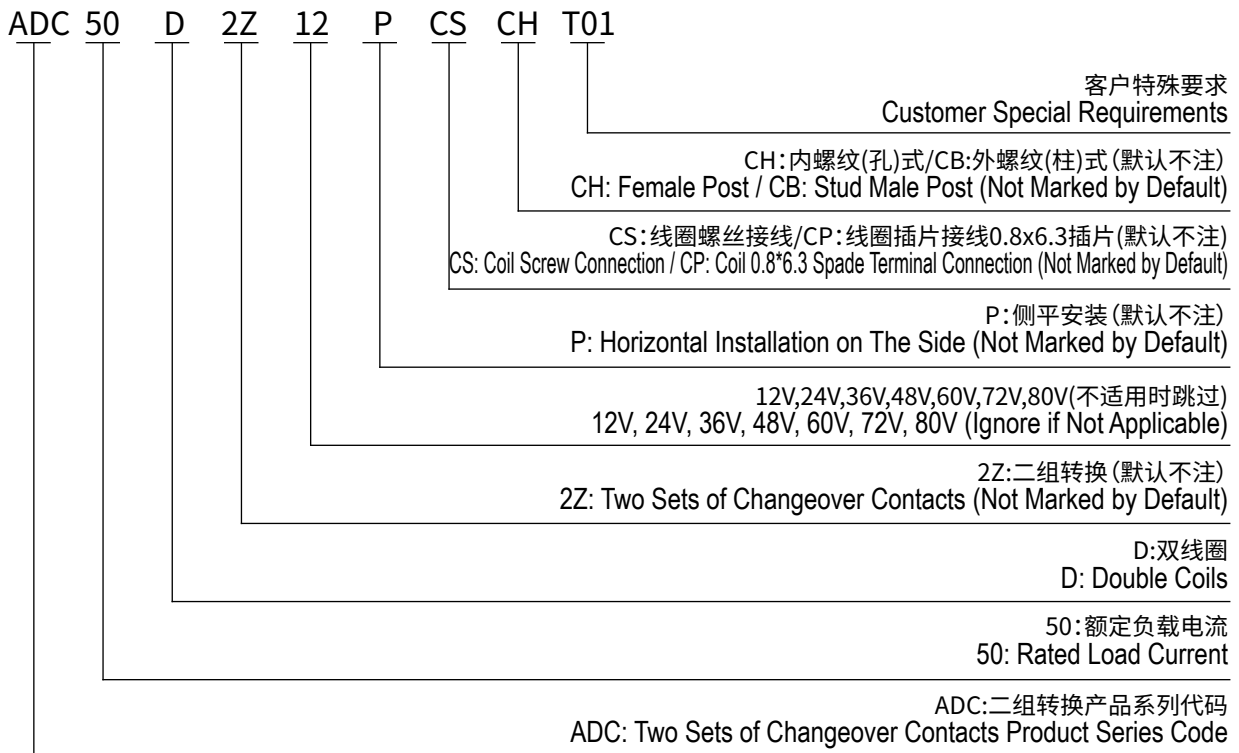 ADC 50 D 2Z 12 P CS CH T01
客户特殊要求
Customer Special Requirements
CH：内螺纹(孔)式/CB:外螺纹(柱)式（默认不注）
CH: Female Post / CB: Stud Male Post (Not Marked by Default)
CS：线圈螺丝接线/CP：线圈插片接线0.8x6.3插片(默认不注)
CS: Coil Screw Connection / CP: Coil 0.8*6.3 Spade Terminal Connection (Not Marked by Default)
P：侧平安装（默认不注）
P: Horizontal Installation on The Side (Not Marked by Default)
12V,24V,36V,48V,60V,72V,80V(不适用时跳过)
12V, 24V, 36V, 48V, 60V, 72V, 80V (Ignore if Not Applicable)
2Z:二组转换（默认不注）
2Z: Two Sets of Changeover Contacts (Not Marked by Default)
D:双线圈
D: Double Coils
50：额定负载电流
50: Rated Load Current
ADC:二组转换产品系列代码
ADC: Two Sets of Changeover Contacts Product Series Code